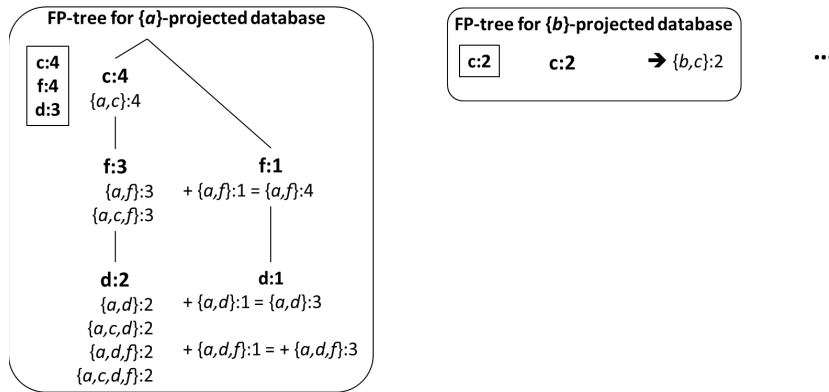 FP-tree for {a}-projected database
c:4
f:4
d:3
c:4
{a,c}:4
f:3
f:1
{a,f}:3 + {a,f}:1 = {a,f}:4
{a,c,f}:3
d:2
d:1
{a,d}:2 + {a,d}:1 = {a,d}:3
{a,c,d}:2
{a,d,f}:2 + {a,d,f}:1 = + {a,d,f}:3
{a,c,d,f}:2
FP-tree for {b}-projected database
c:2 c:2 ➔ {b,c}:2
...